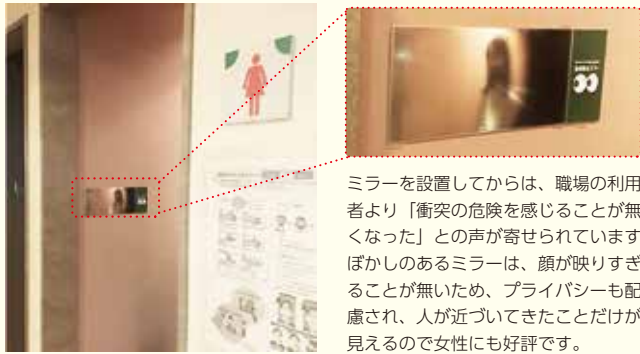 ミラーを設置してからは、職場の利用
者より「衝突の危険を感じることが無
くなった」との声が寄せられています
ぼかしのあるミラーは、顔が映りすぎ
ることが無いため、プライバシーも配
慮され、人が近づいてきたことだけが
見えるので女性にも好評です。